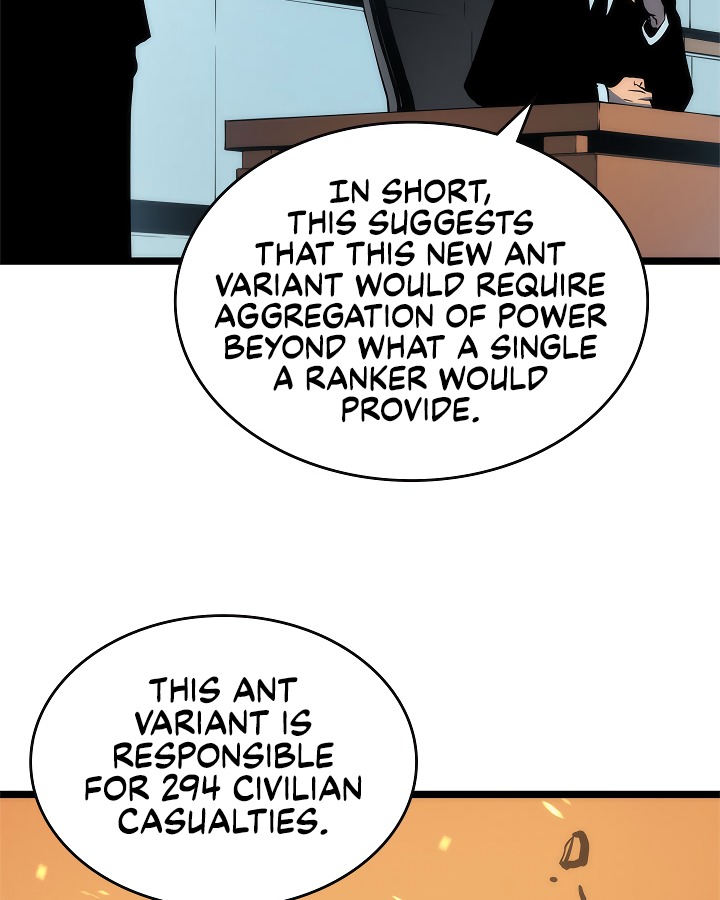 IN SHORT,
THIS SUGGESTS
THAT THIS NEW ANT
VARIANT WOULD REQUIRE
AGGREGATION OF POWER
BEYOND WHAT A SINGLE
A RANKER WOULD
PROVIDE.
THIS ANT
VARIANT IS
RESPONSIBLE
FOR 294 CIVILIAN
CASUALTIES.